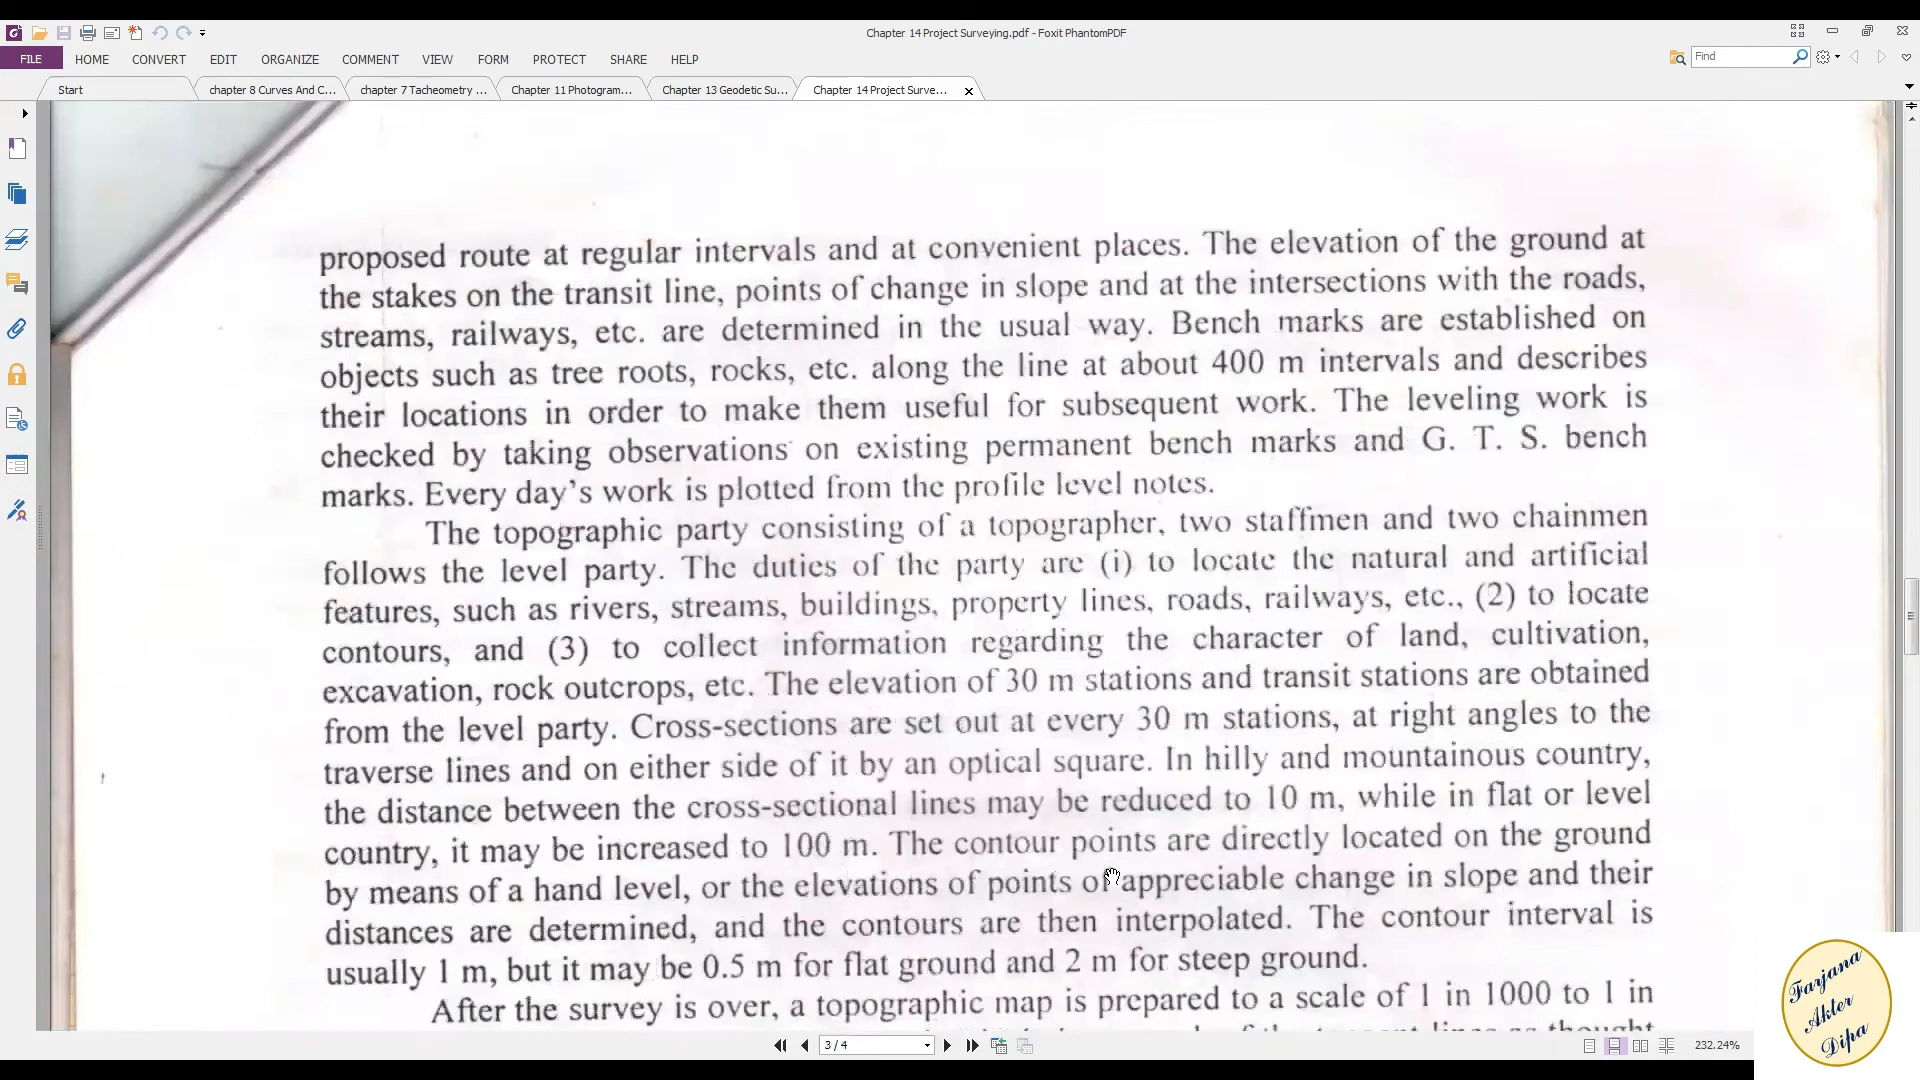 Chapter 14 Project Surveying.pdf - Foxit PhantomPDF
FILE HOME CONVERT EDIT ORGANIZE COMMENT VIEW FORM PROTECT SHARE HELP
Find
Start chapter 8 Curves And C... chapter 7 Tacheometry ... Chapter 11 Photogram... Chapter 13 Geodetic Su... Chapter 14 Project Surve...
proposed route at regular intervals and at convenient places. The elevation of the ground at
the stakes on the transit line, points of change in slope and at the intersections with the roads,
streams, railways, etc. are determined in the usual way. Bench marks are established on
objects such as tree roots, rocks, etc. along the line at about 400 m intervals and describes
their locations in order to make them useful for subsequent work. The leveling work is
checked by taking observations on existing permanent bench marks and G. T. S. bench
marks. Every day's work is plotted from the profile level notes.
The topographic party consisting of a topographer, two staffmen and two chainmen
follows the level party. The duties of the party are (i) to locate the natural and artificial
features, such as rivers, streams, buildings, property lines, roads, railways, etc., (2) to locate
contours, and (3) to collect information regarding the character of land, cultivation,
excavation, rock outcrops, etc. The elevation of 30 m stations and transit stations are obtained
from the level party. Cross-sections are set out at every 30 m stations, at right angles to the
traverse lines and on either side of it by an optical square. In hilly and mountainous country,
the distance between the cross-sectional lines may be reduced to 10 m, while in flat or level
country, it may be increased to 100 m. The contour points are directly located on the ground
by means of a hand level, or the elevations of points of appreciable change in slope and their
distances are determined, and the contours are then interpolated. The contour interval is
usually 1 m, but it may be 0.5 m for flat ground and 2 m for steep ground.
After the survey is over, a topographic map is prepared to a scale of 1 in 1000 to 1 in
3 / 4
232.24%
Farjana
Akter
Dipa